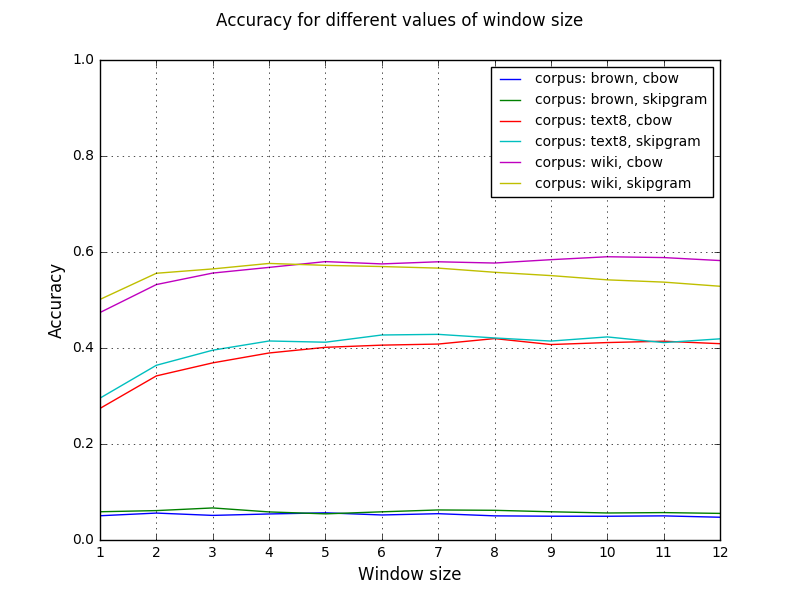 Accuracy for different values of window size
1.0
0.8
0.6
0.4
0.2
0.0
Accuracy
corpus: brown, cbow
corpus: brown, skipgram
corpus: text8, cbow
corpus: text8, skipgram
corpus: wiki, cbow
corpus: wiki, skipgram
1 2 3 4 5 6 7 8 9 10 11 12
Window size